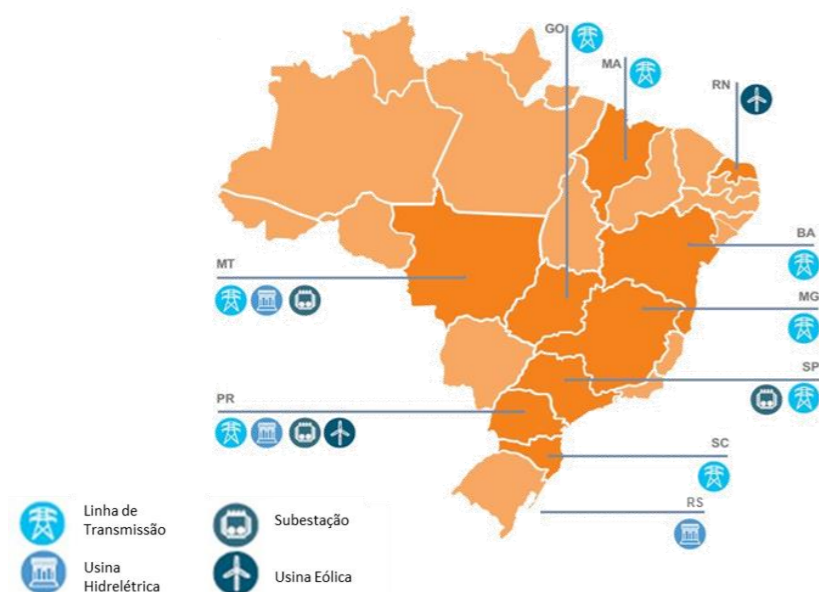 GO
MA
RN
BA
MT
MG
SP
PR
SC
RS
Linha de
Transmissão
Subestação
Usina
Hidrelétrica
Usina Eólica